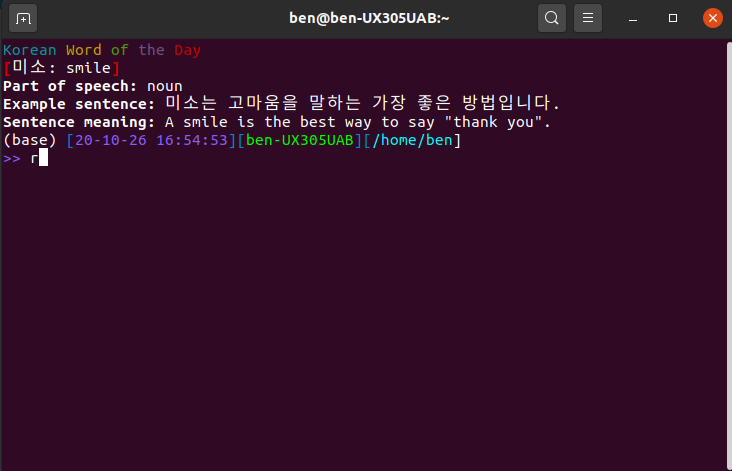 ben@ben-UX305UAB:~
Korean Word of the Day
[미소: smile]
Part of speech: noun
Example sentence: 미소는 고마움을 말하는 가장 좋은 방법입니다.
Sentence meaning: A smile is the best way to say "thank you".
(base) [20-10-26 16:54:53][ben-UX305UAB][/home/ben]
>> r